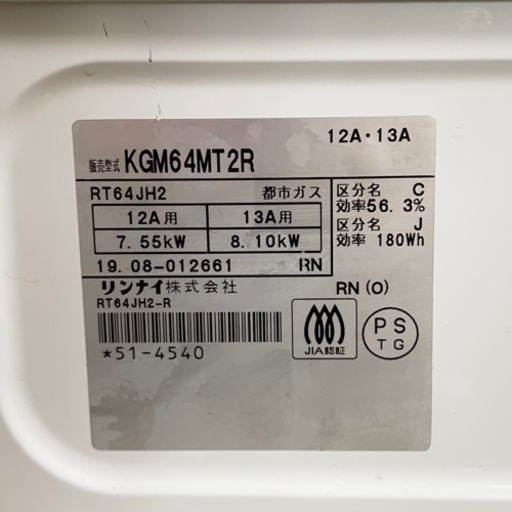 12A・13A
販売型式 KGM64MT2R
RT64JH2 都市ガス
12A用 13A用
7.55kW 8.10kW
区分名 C
効率56.3%
区分名 J
効率 180Wh
19.08-012661 RN
リンナイ株式会社
RT64JH2-R
RN (O)
*51-4540
JIA認証
PS
TG